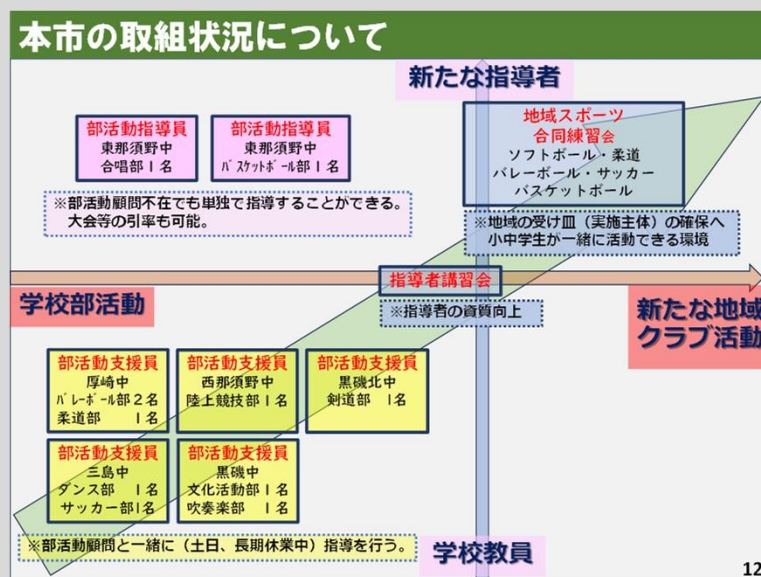 本市の取組状況について
新たな指導者
部活動指導員
東那須野中
合唱部１名
部活動指導員
東那須野中
バスケットボール部１名
※部活動顧問不在でも単独で指導することができる。
大会等の引率も可能。
地域スポーツ
合同練習会
ソフトボール・柔道
バレーボール・サッカー
バスケットボール
※地域の受け皿（実施主体）の確保へ
小中学生が一緒に活動できる環境
指導者講習会
※指導者の資質向上
学校部活動
新たな地域
クラブ活動
部活動支援員
厚崎中
バレーボール部２名
柔道部　１名
部活動支援員
西那須野中
陸上競技部１名
部活動支援員
黒磯北中
剣道部　１名
部活動支援員
三島中
ダンス部　１名
サッカー部１名
部活動支援員
黒磯中
文化活動部１名
吹奏楽部　１名
※部活動顧問と一緒に（土日、長期休業中）指導を行う。
学校教員
12